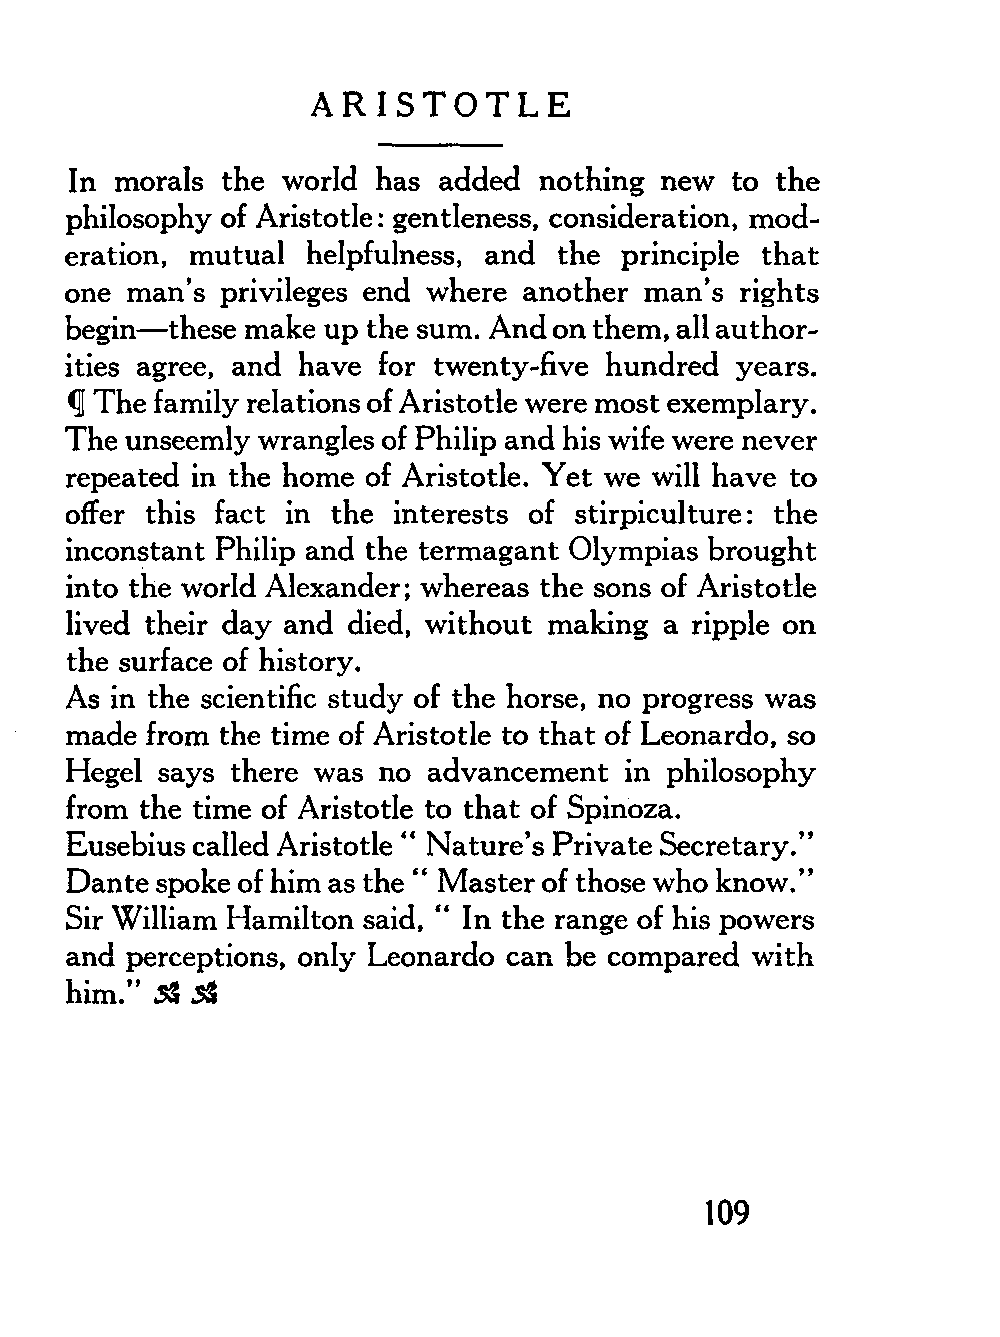 ARISTOTLE
In morals the world has added nothing new to the
philosophy of Aristotle: gentleness, consideration, mod-
eration, mutual helpfulness, and the principle that
one man's privileges end where another man's rights
begin—these make up the sum. And on them, all author-
ities agree, and have for twenty-five hundred years.
¶ The family relations of Aristotle were most exemplary.
The unseemly wrangles of Philip and his wife were never
repeated in the home of Aristotle. Yet we will have to
offer this fact in the interests of stirpiculture: the
inconstant Philip and the termagant Olympias brought
into the world Alexander; whereas the sons of Aristotle
lived their day and died, without making a ripple on
the surface of history.
As in the scientific study of the horse, no progress was
made from the time of Aristotle to that of Leonardo, so
Hegel says there was no advancement in philosophy
from the time of Aristotle to that of Spinoza.
Eusebius called Aristotle “ Nature's Private Secretary.”
Dante spoke of him as the “ Master of those who know.”
Sir William Hamilton said, “ In the range of his powers
and perceptions, only Leonardo can be compared with
him.”
109